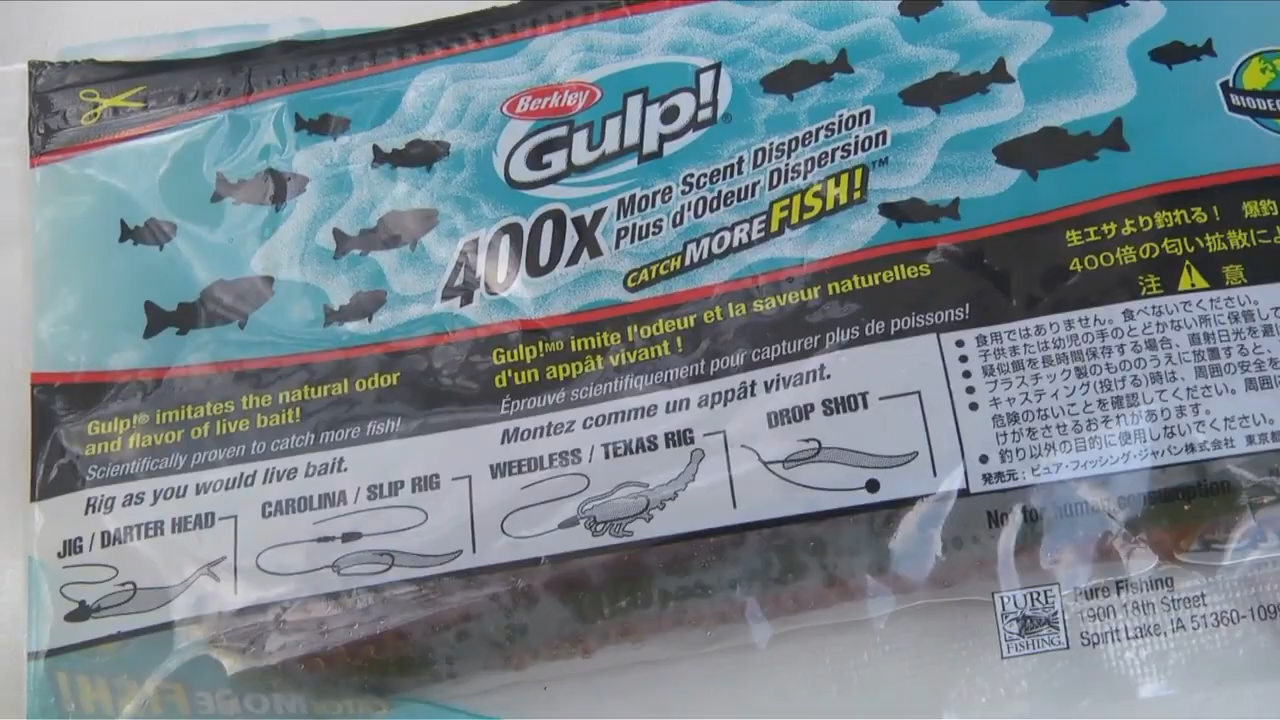 Berkley
Gulp!®
400x More Scent Dispersion
Plus d'Odeur Dispersion
CATCH MORE FISH!™
Gulp!® imitates the natural odor
and flavor of live bait!
Scientifically proven to catch more fish!
Gulp!MD imite l'odeur et la saveur naturelles
d'un appât vivant !
Éprouvé scientifiquement pour capturer plus de poissons!
Rig as you would live bait.
Montez comme un appât vivant.
JIG / DARTER HEAD
CAROLINA / SLIP RIG
WEEDLESS / TEXAS RIG
DROP SHOT
生エサより釣れる！ 爆釣
400倍の匂い拡散に
注 意
● 食用ではありません。食べないでください。
● 子供または幼児の手のとどかない所に保管して
● 疑似餌を長時間保存する場合、直射日光を避
● プラスチック製のもののうえに放置すると、
● キャスティング(投げる)時は、周囲の安全を
危険のないことを確認してください。周囲
けがをさせるおそれがあります。
● 釣り以外の目的に使用しないでください。
発売元；ピュア・フィッシング・ジャパン株式会社 東京
Not for human consumption
PURE
FISHING
Pure Fishing
1900 18th Street
Spirit Lake, IA 51360-109
CATCH MORE FISH!